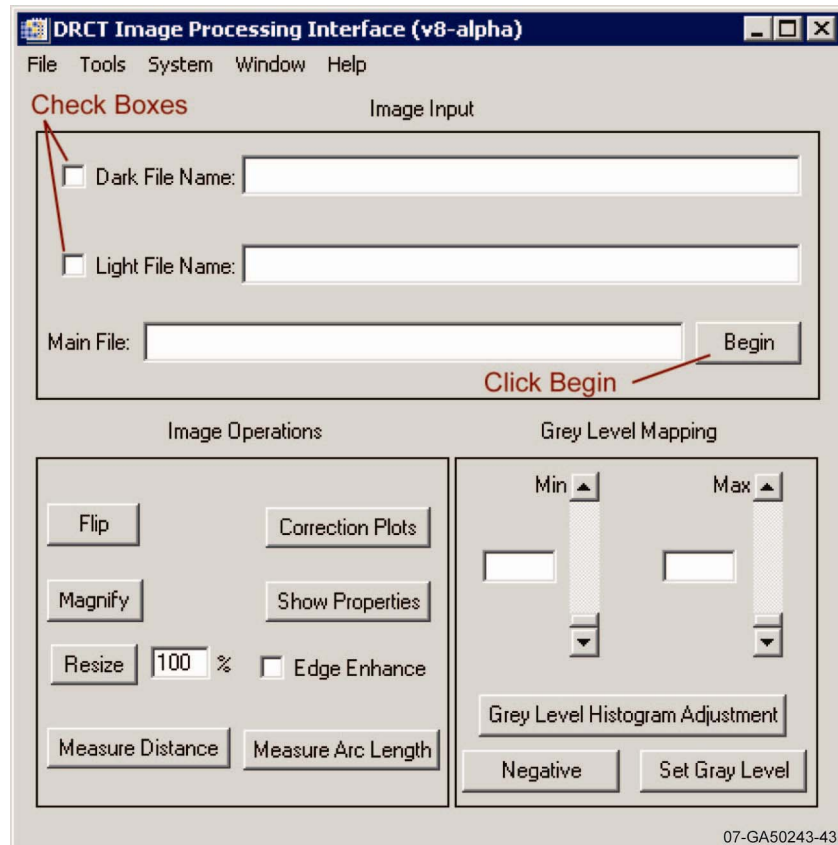 DRCT Image Processing Interface (v8-alpha)
File Tools System Window Help
Check Boxes
Image Input
Dark File Name:
Light File Name:
Main File:
Begin
Click Begin
Image Operations
Flip
Correction Plots
Magnify
Show Properties
Resize 100 %
Edge Enhance
Measure Distance
Measure Arc Length
Grey Level Mapping
Min
Max
Grey Level Histogram Adjustment
Negative
Set Gray Level
07-GA50243-43